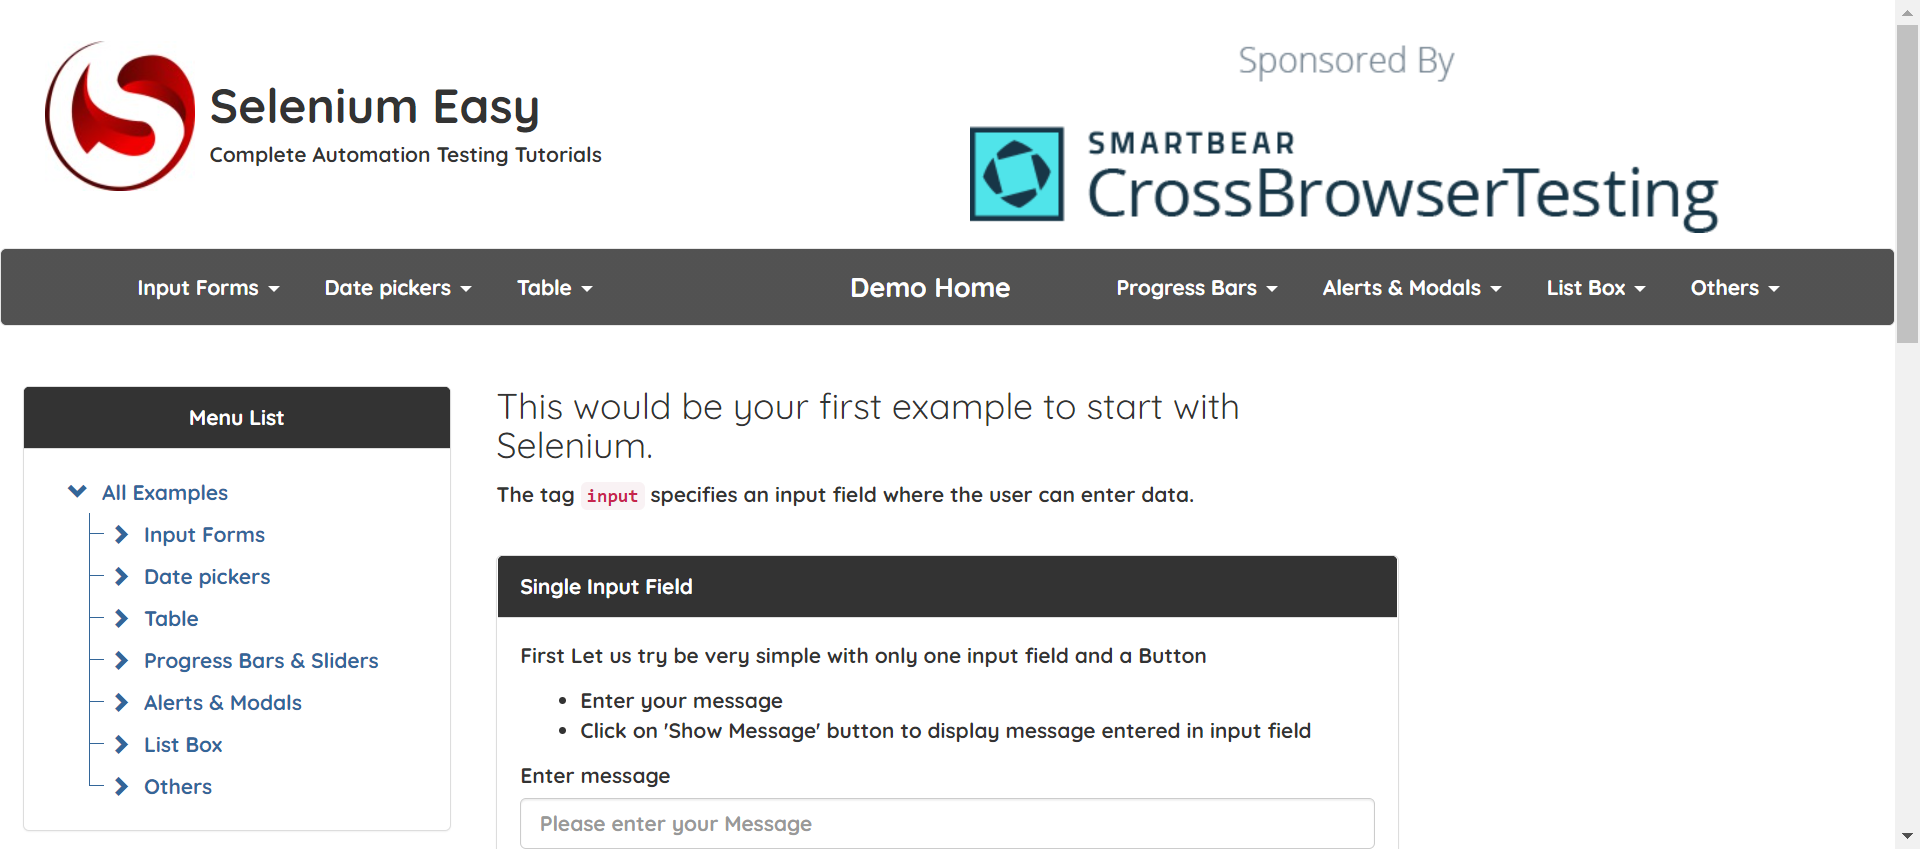 Selenium Easy
Complete Automation Testing Tutorials
Sponsored By
SMARTBEAR
CrossBrowserTesting
Input Forms Date pickers Table Demo Home Progress Bars Alerts & Modals List Box Others
Menu List
All Examples
Input Forms
Date pickers
Table
Progress Bars & Sliders
Alerts & Modals
List Box
Others
This would be your first example to start with
Selenium.
The tag input specifies an input field where the user can enter data.
Single Input Field
First Let us try be very simple with only one input field and a Button
• Enter your message
• Click on 'Show Message' button to display message entered in input field
Enter message
Please enter your Message